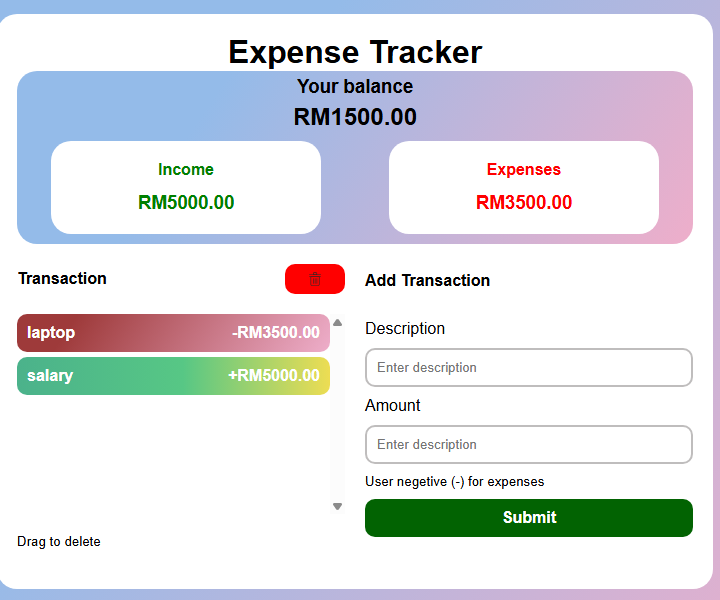 Expense Tracker
Your balance
RM1500.00
Income
RM5000.00
Expenses
RM3500.00
Transaction
laptop -RM3500.00
salary +RM5000.00
Drag to delete
Add Transaction
Description
Enter description
Amount
Enter description
User negetive (-) for expenses
Submit